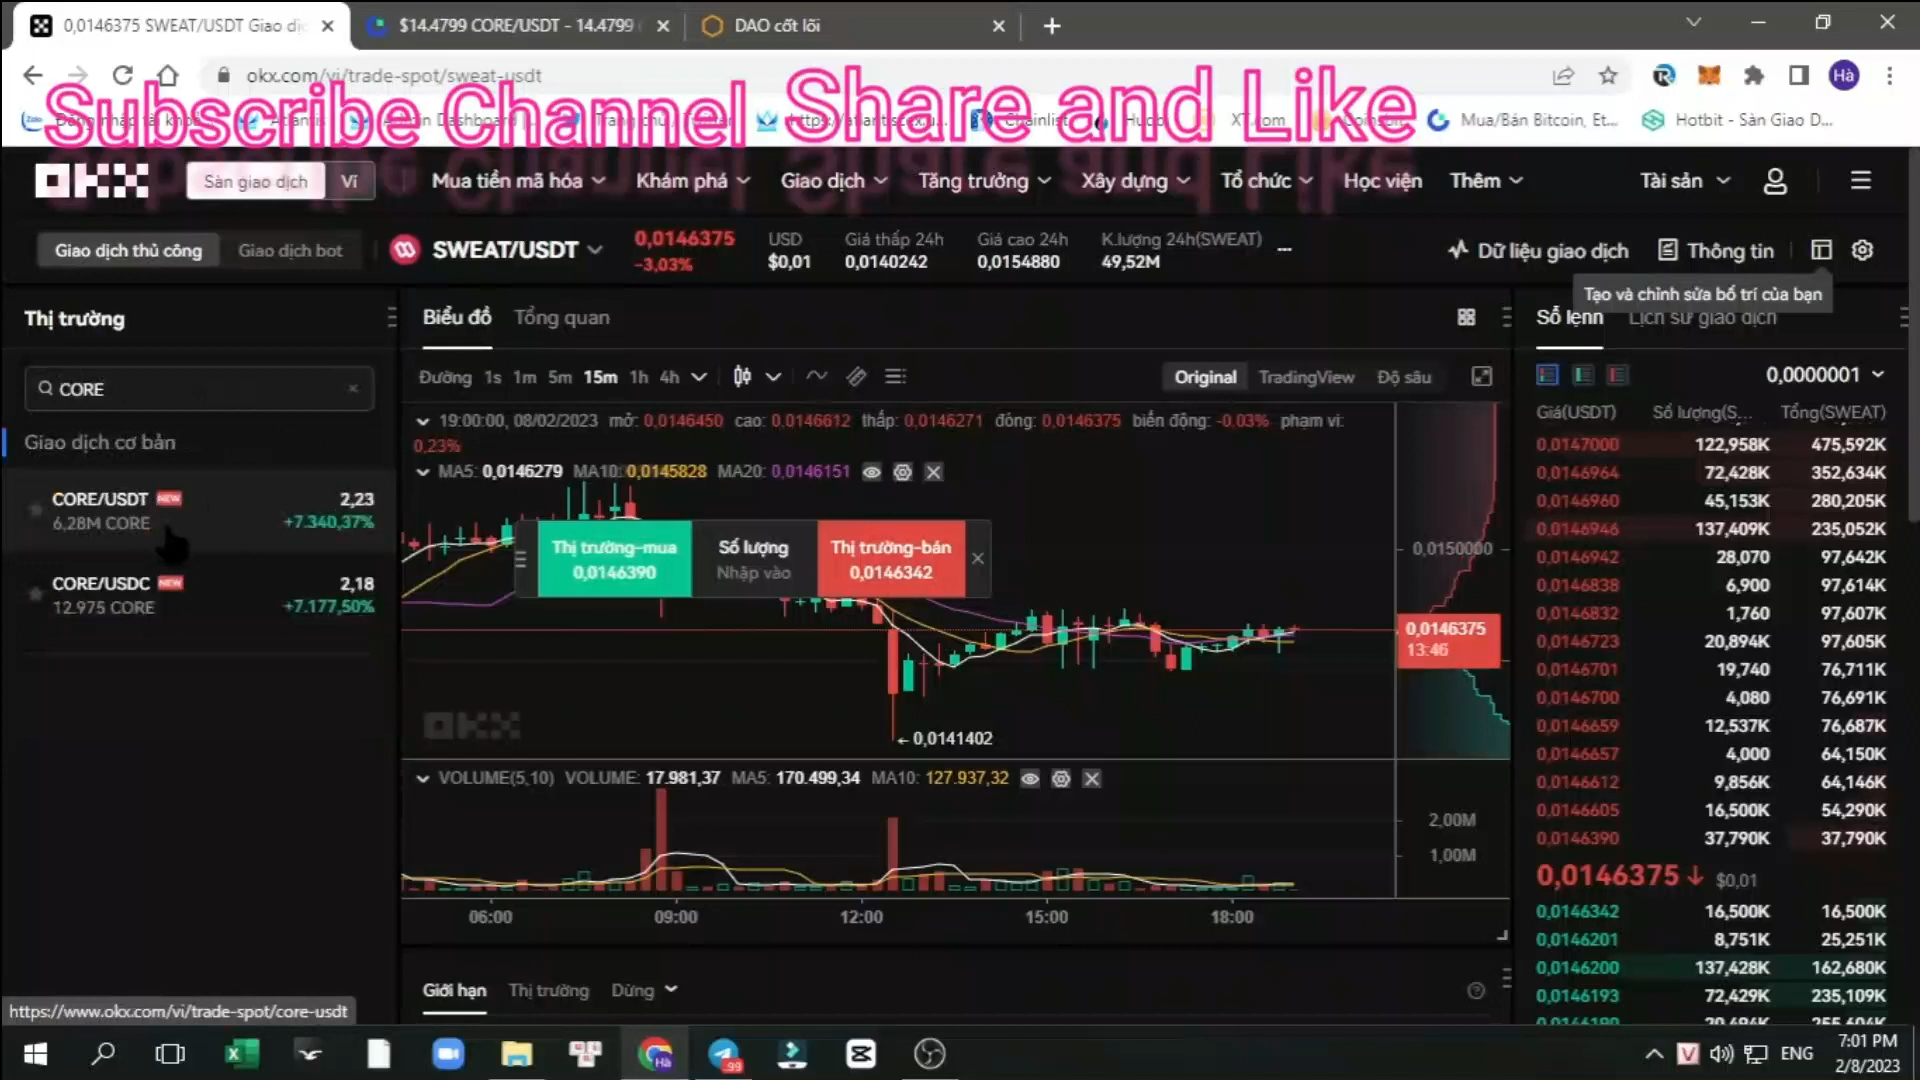 0,0146375 SWEAT/USDT Giao dị
$14.4799 CORE/USDT - 14.4799
DAO cốt lõi
okx.com/vi/trade-spot/sweat-usdt
Subscribe Channel Share and Like
Mua/Bán Bitcoin, Et...
Hotbit - Sàn Giao D...
OKX
Sàn giao dịch
Ví
Mua tiền mã hóa
Khám phá
Giao dịch
Tăng trưởng
Xây dựng
Tổ chức
Học viện
Thêm
Tài sản
Giao dịch thủ công
Giao dịch bot
SWEAT/USDT
0,0146375
-3,03%
USD
$0,01
Giá thấp 24h
0,0140242
Giá cao 24h
0,0154880
K.lượng 24h(SWEAT)
49,52M
Dữ liệu giao dịch
Thông tin
Tạo và chỉnh sửa bố trí của bạn
Thị trường
CORE
Giao dịch cơ bản
CORE/USDT NEW 2,23
6,28M CORE +7.340,37%
CORE/USDC NEW 2,18
12.975 CORE +7.177,50%
Biểu đồ
Tổng quan
Đường 1s 1m 5m 15m 1h 4h
Original TradingView Độ sâu
19:00:00, 08/02/2023 mở: 0,0146450 cao: 0,0146612 thấp: 0,0146271 đóng: 0,0146375 biến động: -0,03% phạm vi:
0,23%
MA5: 0,0146279 MA10: 0,0145828 MA20: 0,0146151
Thị trường-mua
0,0146390
Số lượng
Nhập vào
Thị trường-bán
0,0146342
0,0150000
0,0146375
13:46
OKX
0,0141402
VOLUME(5,10) VOLUME: 17.981,37 MA5: 170.499,34 MA10: 127.937,32
2,00M
1,00M
06:00 09:00 12:00 15:00 18:00
Giới hạn Thị trường Dừng
Sổ lệnh
Lịch sử giao dịch
0,0000001
Giá(USDT) Số lượng(S... Tổng(SWEAT)
0,0147000 122,958K 475,592K
0,0146964 72,428K 352,634K
0,0146960 45,153K 280,205K
0,0146946 137,409K 235,052K
0,0146942 28,070 97,642K
0,0146838 6,900 97,614K
0,0146832 1,760 97,607K
0,0146723 20,894K 97,605K
0,0146701 19,740 76,711K
0,0146700 4,080 76,691K
0,0146659 12,537K 76,687K
0,0146657 4,000 64,150K
0,0146612 9,856K 64,146K
0,0146605 16,500K 54,290K
0,0146390 37,790K 37,790K
0,0146375 $0,01
0,0146342 16,500K 16,500K
0,0146201 8,751K 25,251K
0,0146200 137,428K 162,680K
0,0146193 72,429K 235,109K
https://www.okx.com/vi/trade-spot/core-usdt
99
ENG
7:01 PM
2/8/2023